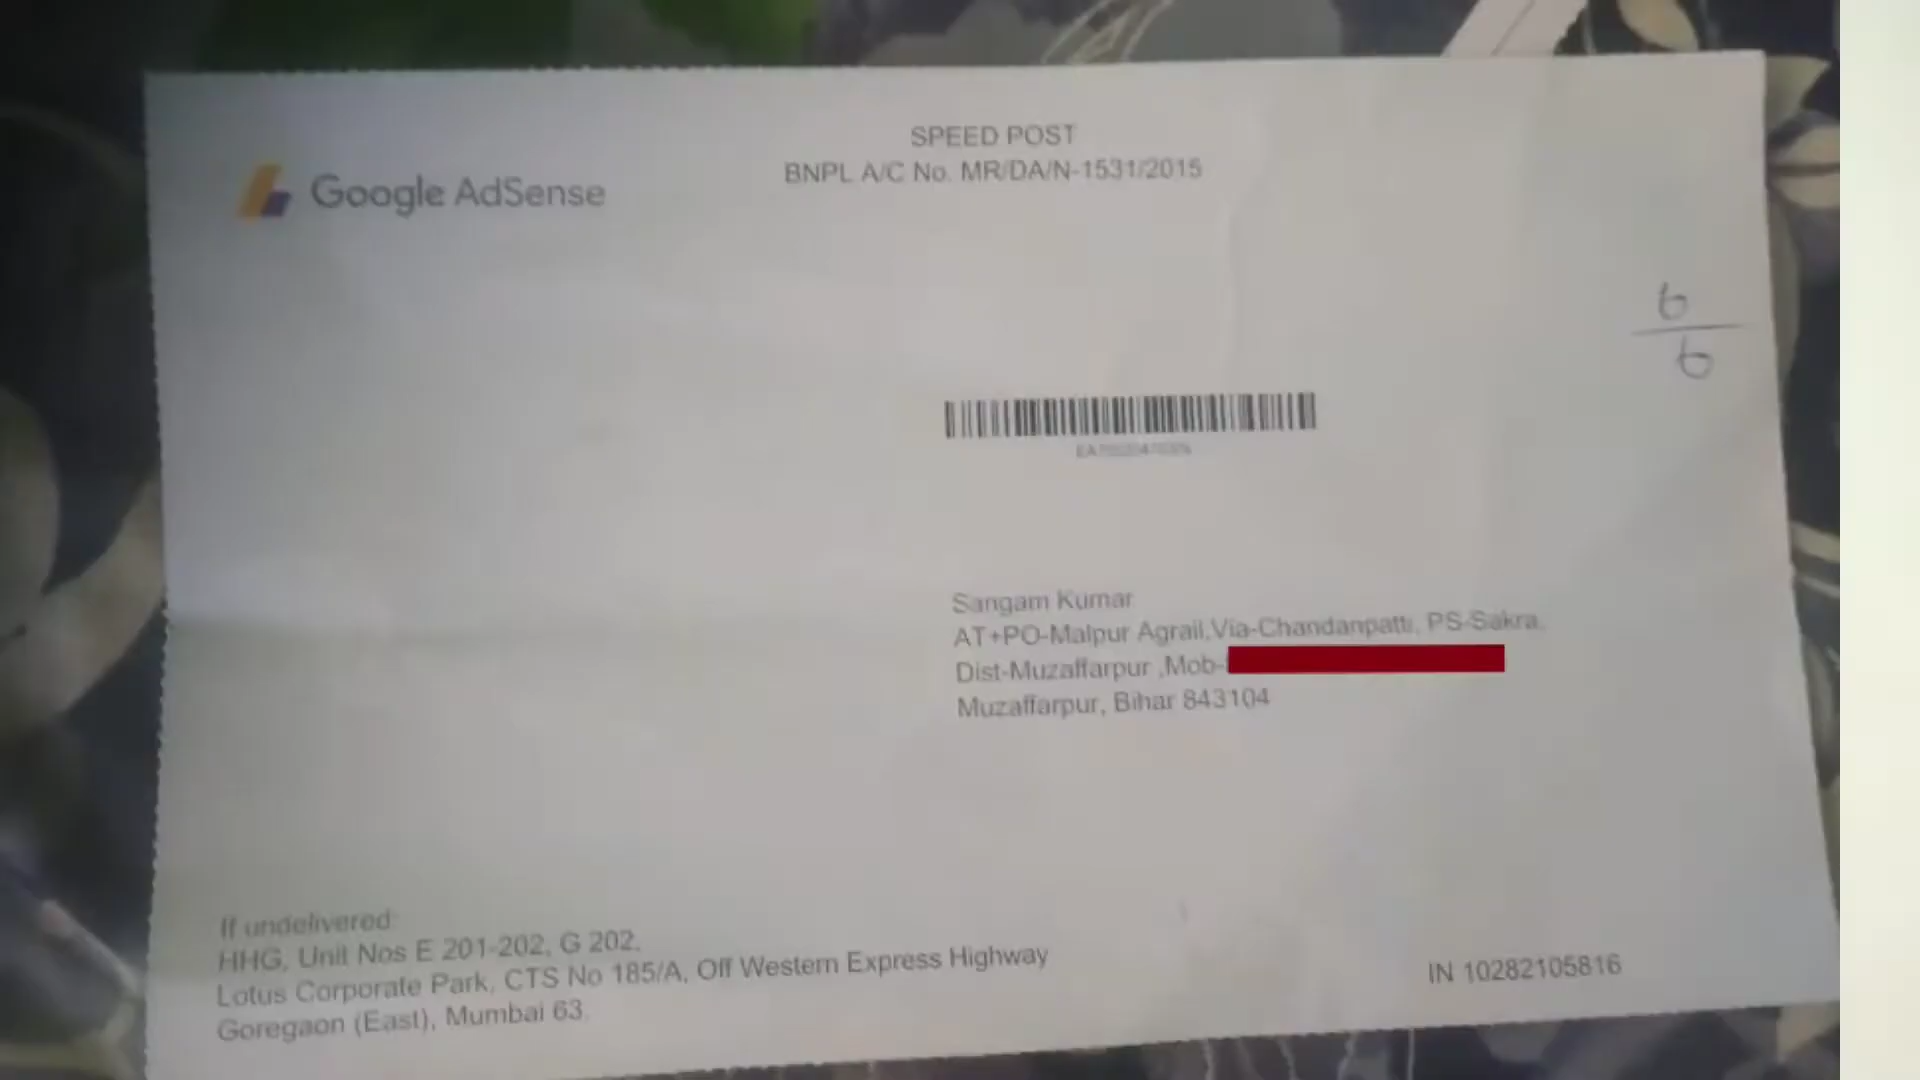 SPEED POST
BNPL A/C No. MR/DA/N-1531/2015
Google AdSense
6
6
Sangam Kumar
AT+PO-Malpur Agrail,Via-Chandanpatti, PS-Sakra,
Dist-Muzaffarpur ,Mob-
Muzaffarpur, Bihar 843104
If undelivered:
HHG, Unit Nos E 201-202, G 202,
Lotus Corporate Park, CTS No 185/A, Off Western Express Highway
Goregaon (East), Mumbai 63.
IN 10282105816